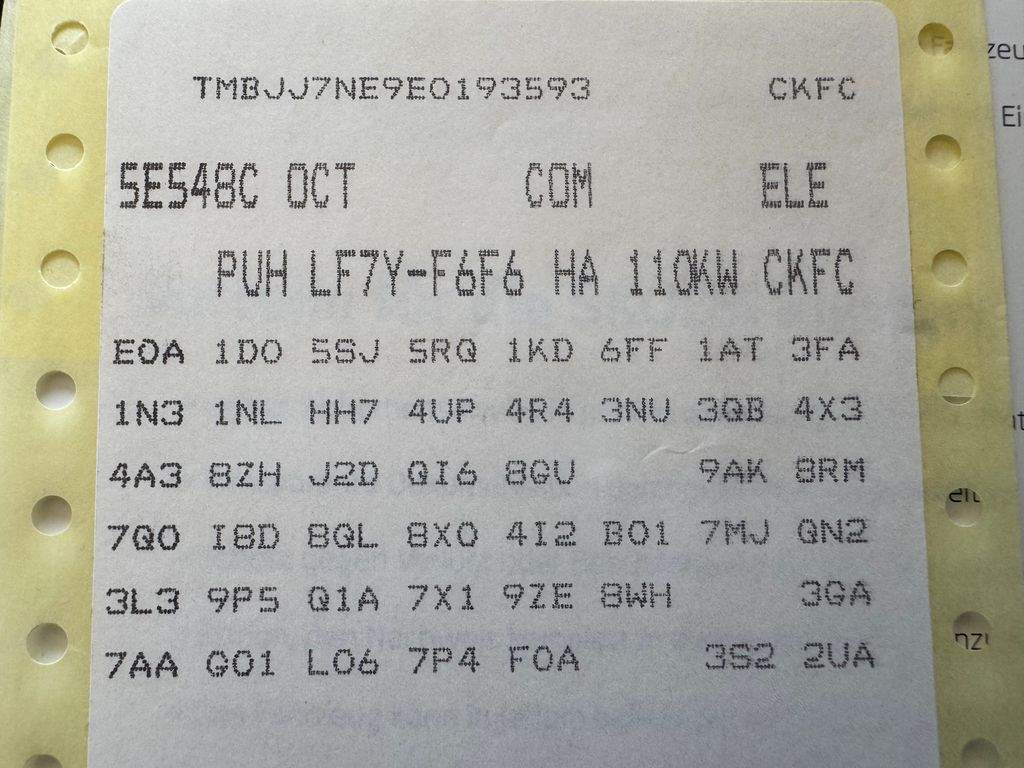 TMBJJ7NE9E0193593 CKFC
5E548C OCT COM ELE
PUH LF7Y-F6F6 HA 110KW CKFC
E0A 1D0 5SJ 5RQ 1KD 6FF 1AT 3FA
1N3 1NL HH7 4UP 4R4 3NU 3QB 4X3
4A3 8ZH J2D QI6 8GU 9AK 8RM
7Q0 I8D 8QL 8X0 4I2 B01 7MJ QN2
3L3 9P5 Q1A 7X1 9ZE 8WH 3GA
7AA G01 L06 7P4 F0A 3S2 2UA